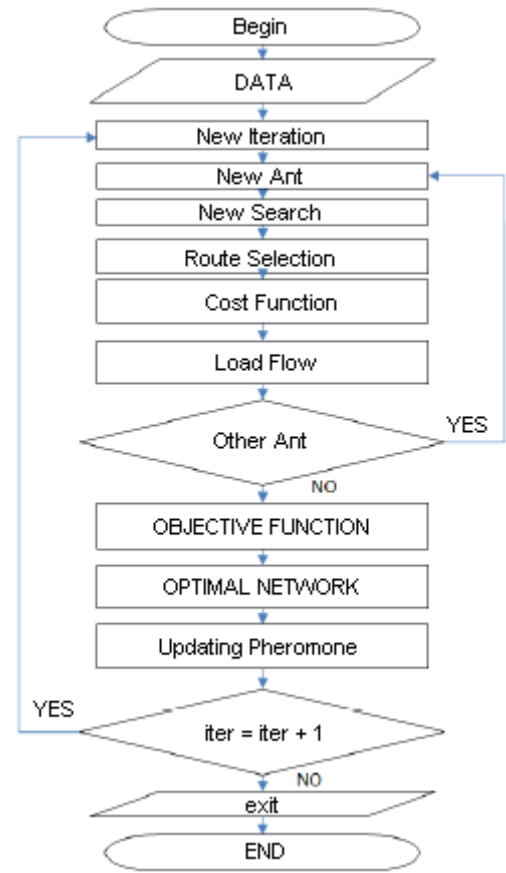 Begin
DATA
New Iteration
New Ant
New Search
Route Selection
Cost Function
Load Flow
Other Ant
YES
NO
OBJECTIVE FUNCTION
OPTIMAL NETWORK
Updating Pheromone
YES
iter = iter + 1
NO
exit
END